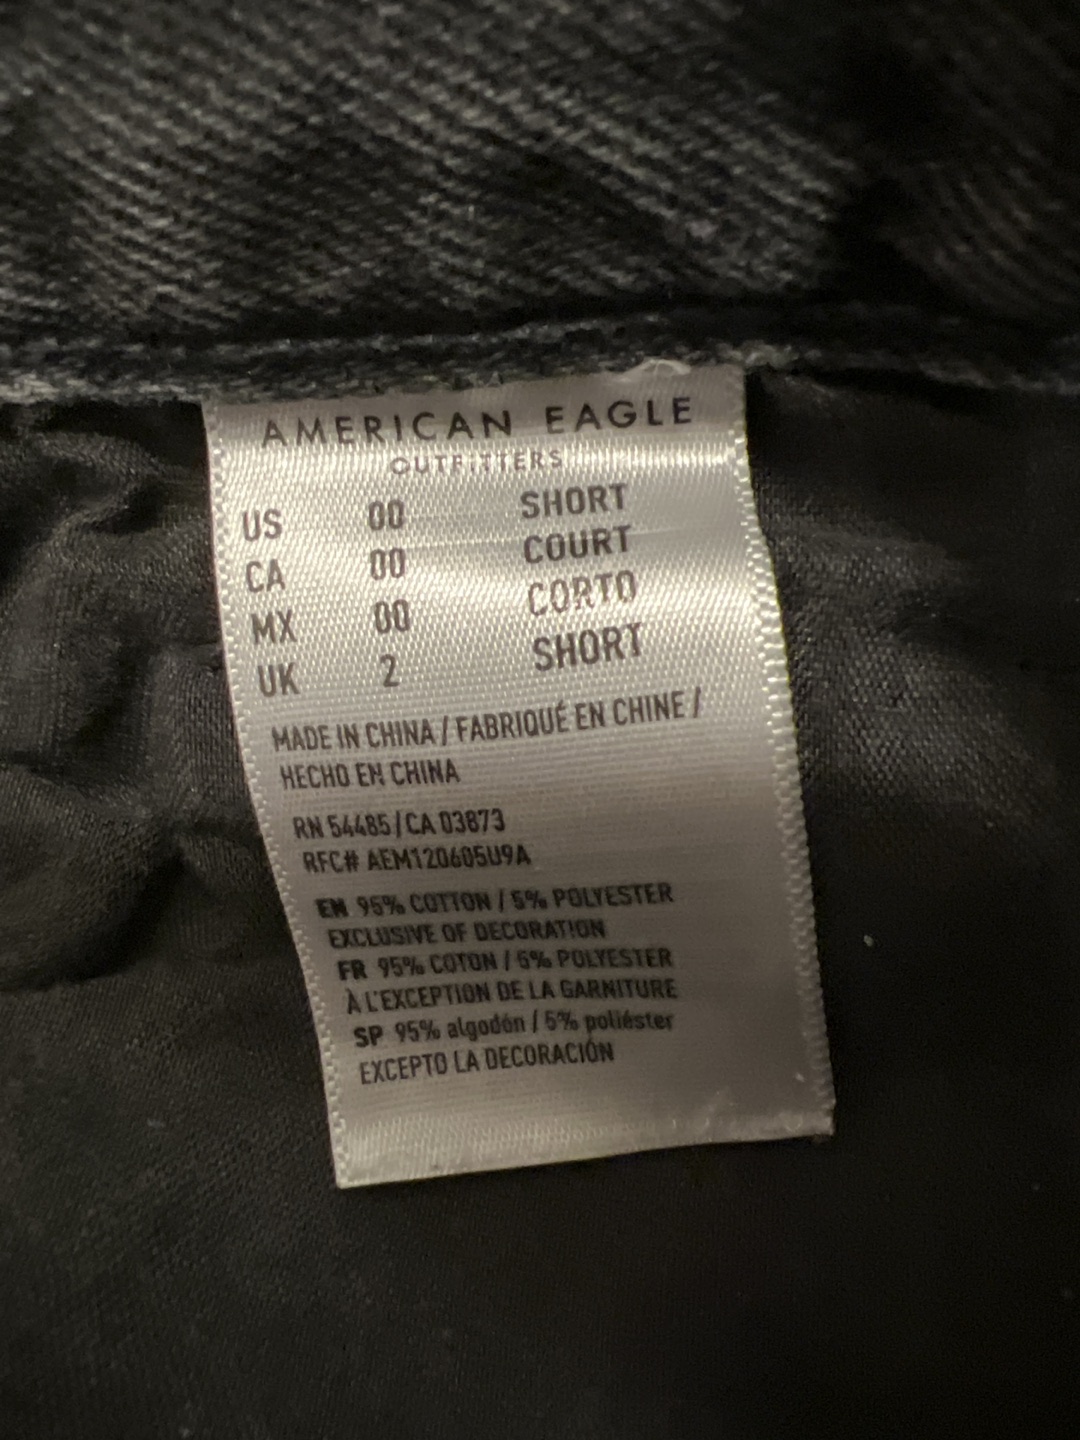 AMERICAN EAGLE
OUTFITTERS
US 00 SHORT
CA 00 COURT
MX 00 CORTO
UK 2 SHORT
MADE IN CHINA / FABRIQUÉ EN CHINE /
HECHO EN CHINA
RN 54485 / CA 03873
RFC# AEM120605U9A
EN 95% COTTON / 5% POLYESTER
EXCLUSIVE OF DECORATION
FR 95% COTON / 5% POLYESTER
À L'EXCEPTION DE LA GARNITURE
SP 95% algodón / 5% poliéster
EXCEPTO LA DECORACIÓN